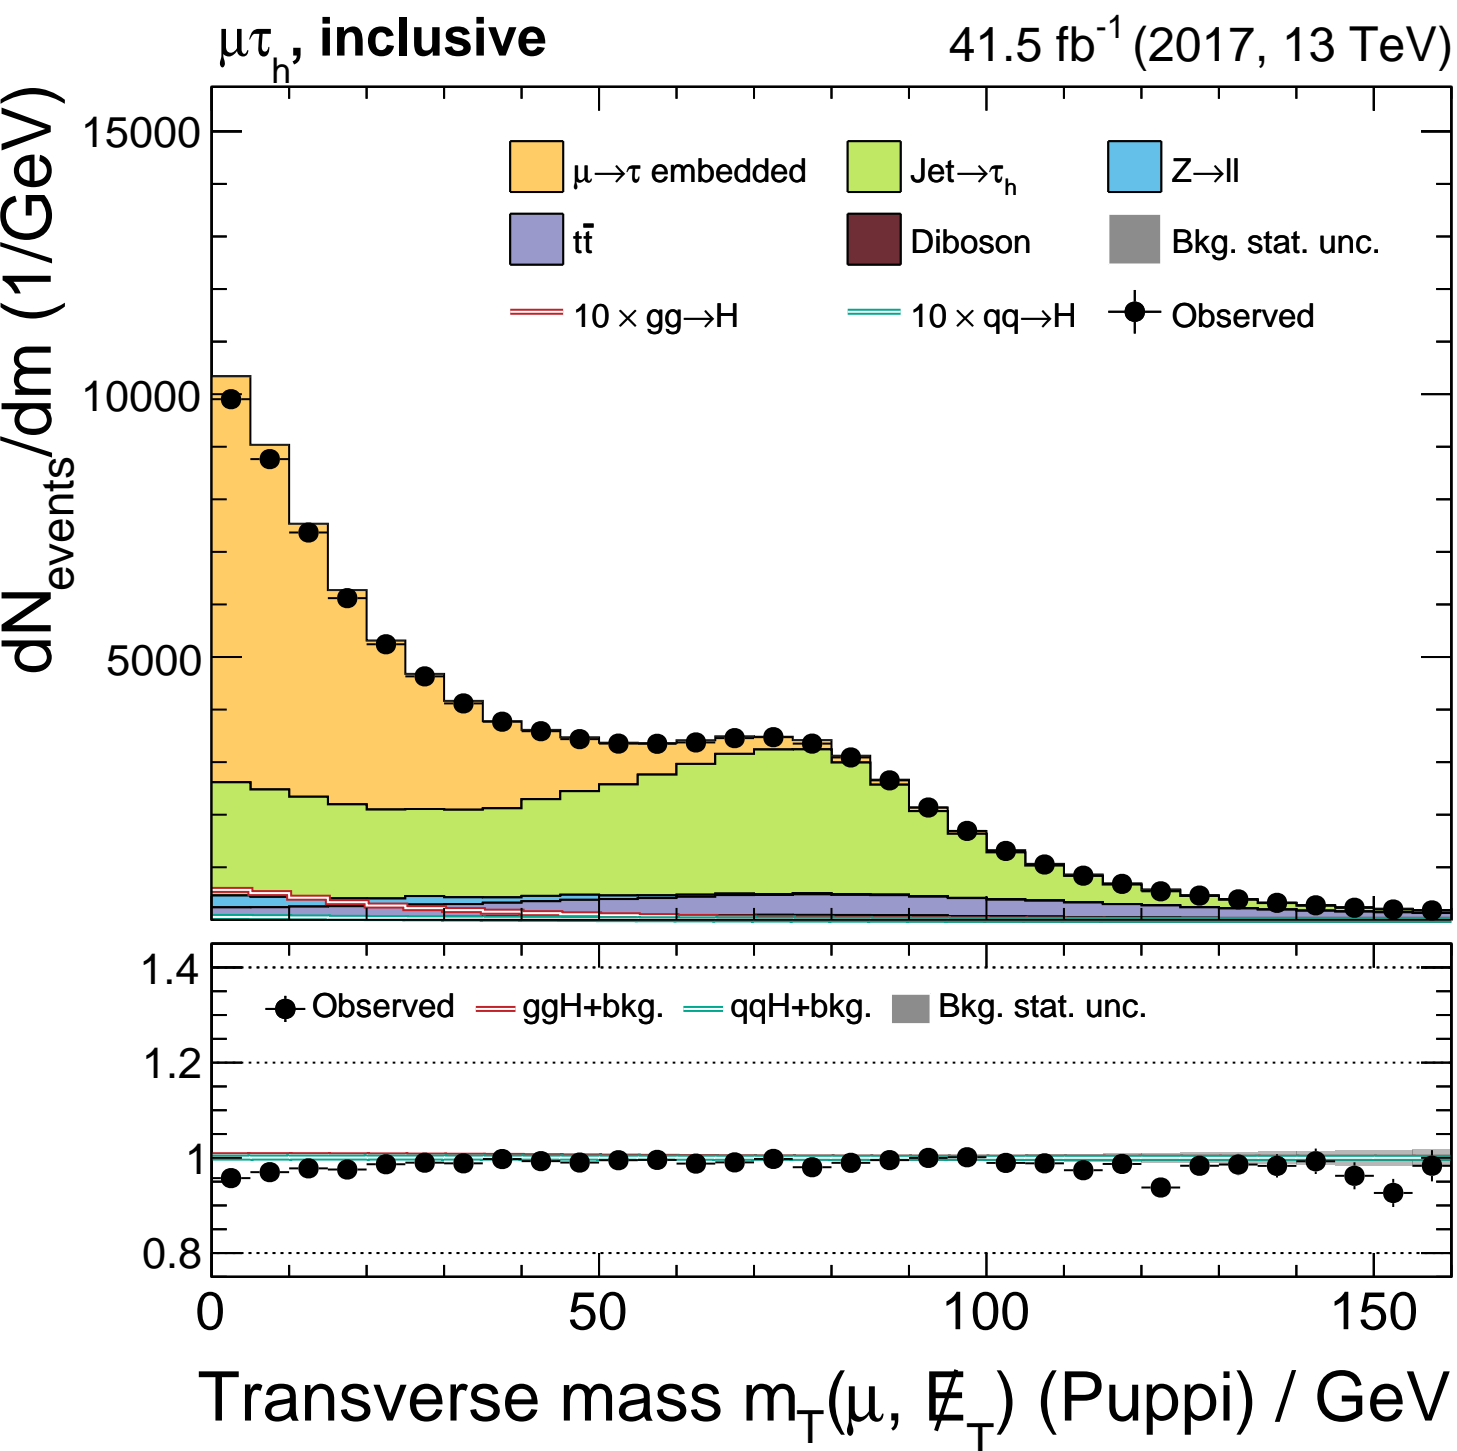 μτh, inclusive 41.5 fb-1 (2017, 13 TeV)
dNevents/dm (1/GeV)
15000
10000
5000
μ→τ embedded Jet→τh Z→ll
tt̄ Diboson Bkg. stat. unc.
10 × gg→H 10 × qq→H Observed
1.4
1.2
1
0.8
Observed ggH+bkg. qqH+bkg. Bkg. stat. unc.
0 50 100 150
Transverse mass mT(μ, E̸T) (Puppi) / GeV